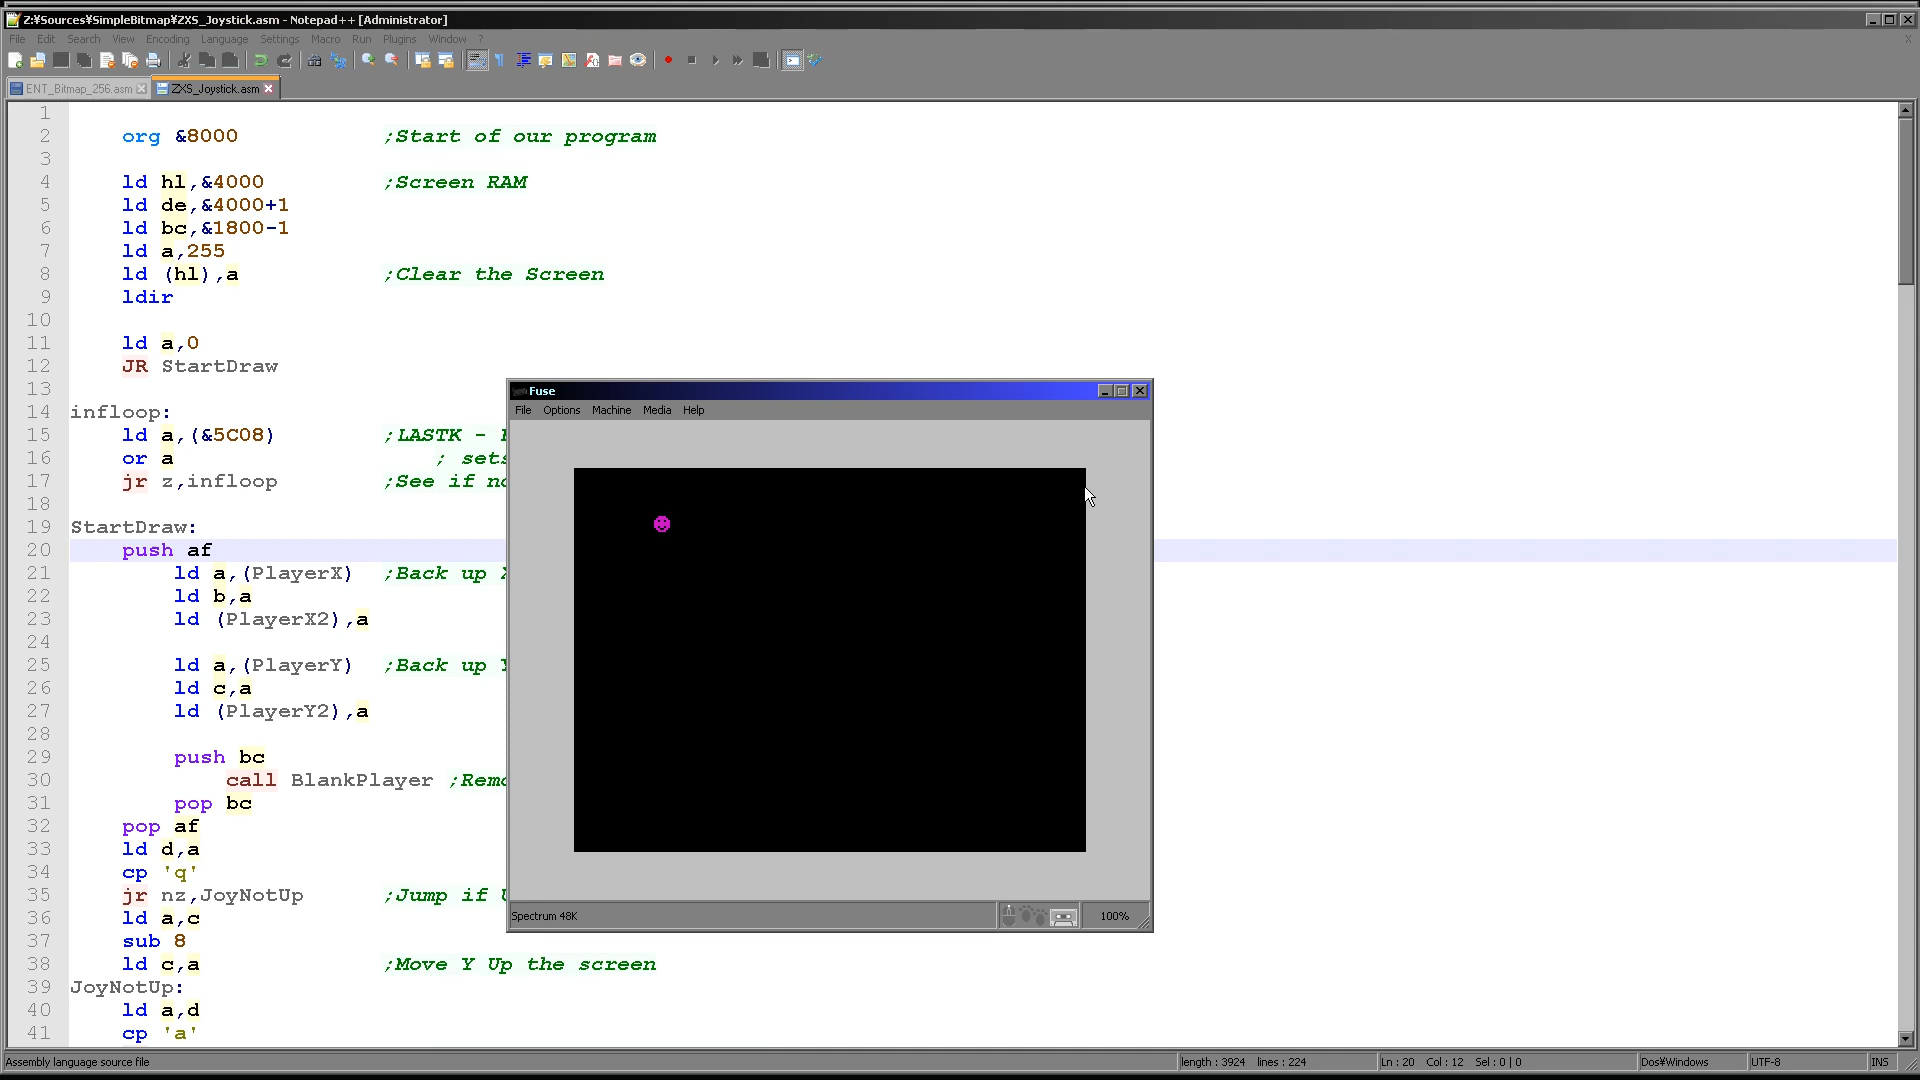 Z:¥Sources¥SimpleBitmap¥ZXS_Joystick.asm - Notepad++ [Administrator]
File Edit Search View Encoding Language Settings Macro Run Plugins Window ?
X
ENT_Bitmap_256.asm ZXS_Joystick.asm
1
2 org &8000 ;Start of our program
3
4 ld hl,&4000 ;Screen RAM
5 ld de,&4000+1
6 ld bc,&1800-1
7 ld a,255
8 ld (hl),a ;Clear the Screen
9 ldir
10
11 ld a,0
12 JR StartDraw
13
14 infloop:
15 ld a,(&5C08) ;LASTK -
16 or a ; sets
17 jr z,infloop ;See if no
18
19 StartDraw:
20 push af
21 ld a,(PlayerX) ;Back up X
22 ld b,a
23 ld (PlayerX2),a
24
25 ld a,(PlayerY) ;Back up Y
26 ld c,a
27 ld (PlayerY2),a
28
29 push bc
30 call BlankPlayer ;Remo
31 pop bc
32 pop af
33 ld d,a
34 cp 'q'
35 jr nz,JoyNotUp ;Jump if U
36 ld a,c
37 sub 8
38 ld c,a ;Move Y Up the screen
39 JoyNotUp:
40 ld a,d
41 cp 'a'
Fuse
File Options Machine Media Help
Spectrum 48K 100%
Assembly language source file length : 3924 lines : 224 Ln : 20 Col : 12 Sel : 0 | 0 Dos¥Windows UTF-8 INS